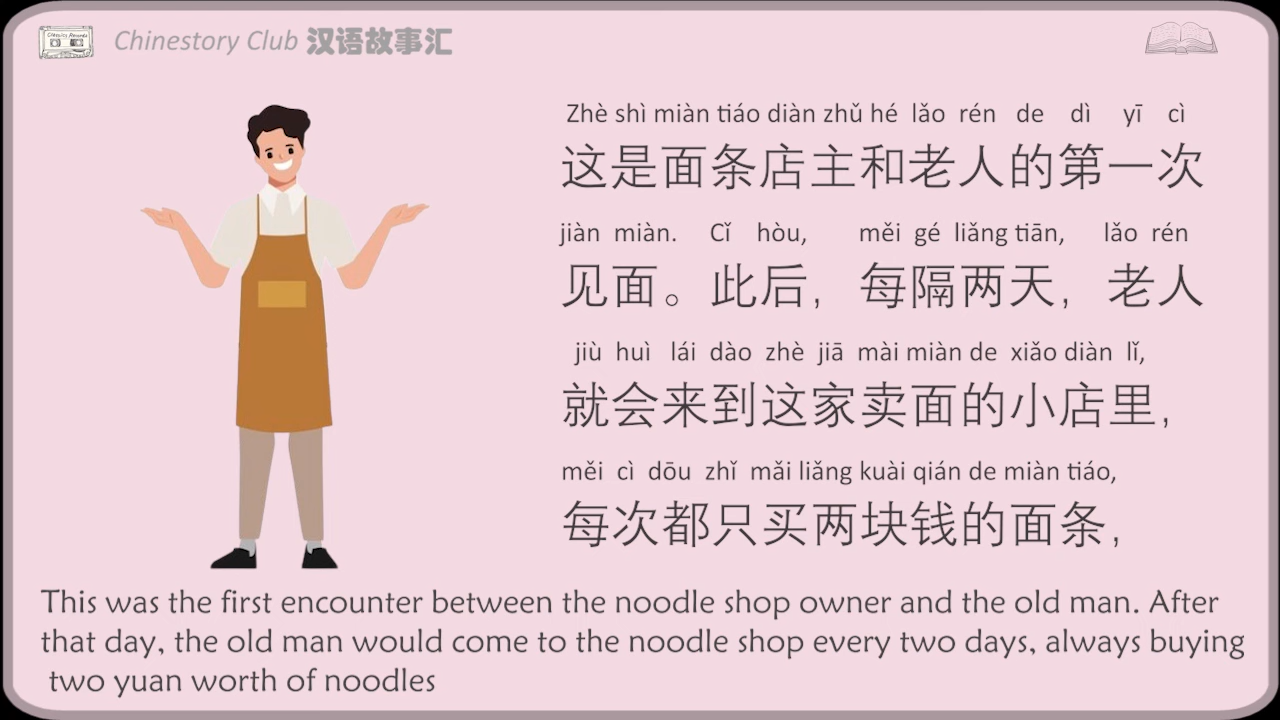 Classics Records
Chinestory Club 汉语故事汇
Zhè shì miàn tiáo diàn zhǔ hé lǎo rén de dì yī cì
这是面条店主和老人的第一次
jiàn miàn. Cǐ hòu, měi gé liǎng tiān, lǎo rén
见面。此后，每隔两天，老人
jiù huì lái dào zhè jiā mài miàn de xiǎo diàn lǐ,
就会来到这家卖面的小店里，
měi cì dōu zhǐ mǎi liǎng kuài qián de miàn tiáo,
每次都只买两块钱的面条，
This was the first encounter between the noodle shop owner and the old man. After
that day, the old man would come to the noodle shop every two days, always buying
two yuan worth of noodles